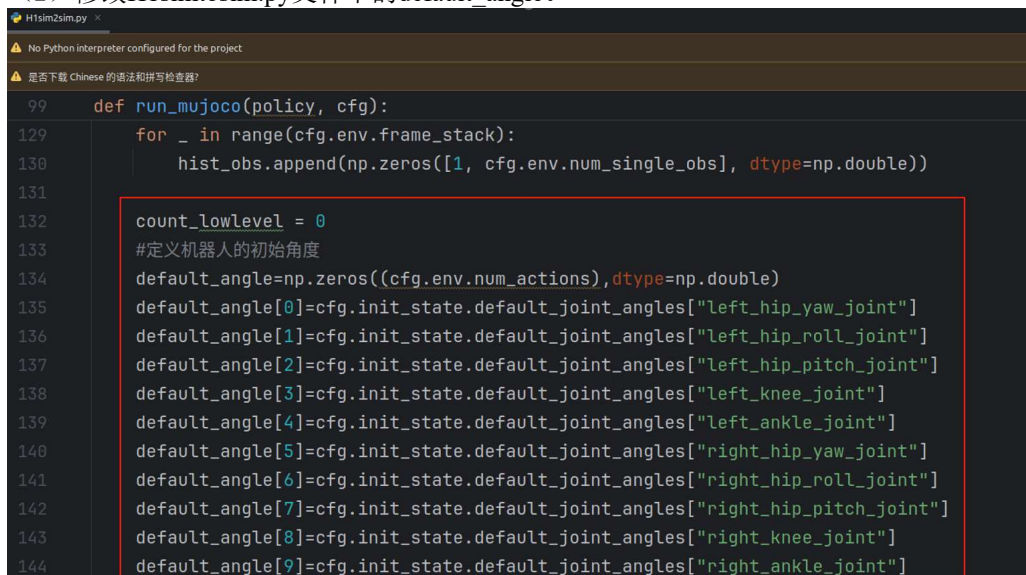 H1sim2sim.py ×
No Python interpreter configured for the project
是否下载 Chinese 的语法和拼写检查器?
99 def run_mujoco(policy, cfg):
129 for _ in range(cfg.env.frame_stack):
130 hist_obs.append(np.zeros([1, cfg.env.num_single_obs], dtype=np.double))
131
132 count_lowlevel = 0
133 #定义机器人的初始角度
134 default_angle=np.zeros((cfg.env.num_actions),dtype=np.double)
135 default_angle[0]=cfg.init_state.default_joint_angles["left_hip_yaw_joint"]
136 default_angle[1]=cfg.init_state.default_joint_angles["left_hip_roll_joint"]
137 default_angle[2]=cfg.init_state.default_joint_angles["left_hip_pitch_joint"]
138 default_angle[3]=cfg.init_state.default_joint_angles["left_knee_joint"]
139 default_angle[4]=cfg.init_state.default_joint_angles["left_ankle_joint"]
140 default_angle[5]=cfg.init_state.default_joint_angles["right_hip_yaw_joint"]
141 default_angle[6]=cfg.init_state.default_joint_angles["right_hip_roll_joint"]
142 default_angle[7]=cfg.init_state.default_joint_angles["right_hip_pitch_joint"]
143 default_angle[8]=cfg.init_state.default_joint_angles["right_knee_joint"]
144 default_angle[9]=cfg.init_state.default_joint_angles["right_ankle_joint"]